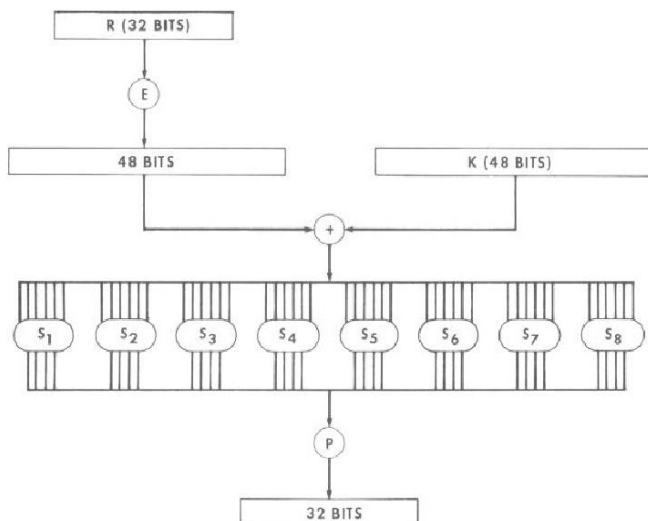 R (32 BITS)
E
48 BITS
K (48 BITS)
+
S1 S2 S3 S4 S5 S6 S7 S8
P
32 BITS